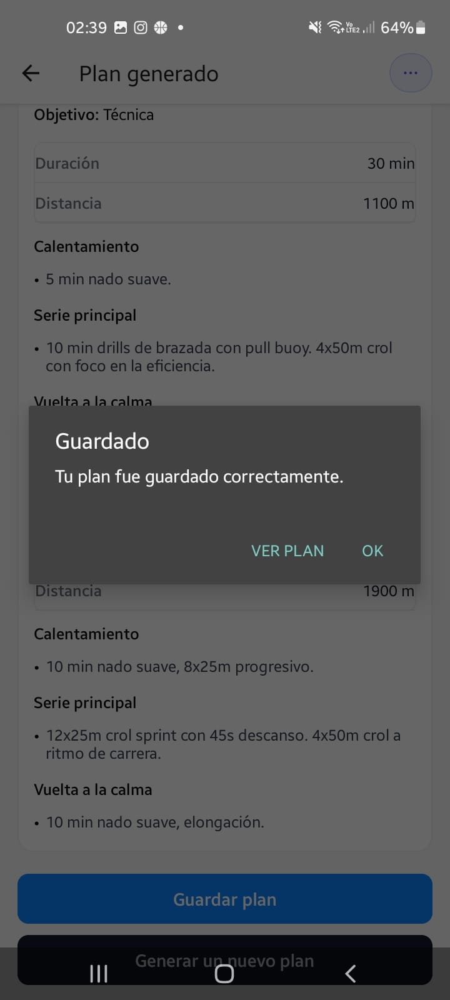 02:39
Vo
LTE2
64%
Plan generado
Objetivo: Técnica
Duración
30 min
Distancia
1100 m
Calentamiento
• 5 min nado suave.
Serie principal
• 10 min drills de brazada con pull buoy. 4x50m crol
con foco en la eficiencia.
Vuelta a la calma
Guardado
Tu plan fue guardado correctamente.
VER PLAN
OK
Distancia
1900 m
Calentamiento
• 10 min nado suave, 8x25m progresivo.
Serie principal
• 12x25m crol sprint con 45s descanso. 4x50m crol a
ritmo de carrera.
Vuelta a la calma
• 10 min nado suave, elongación.
Guardar plan
Generar un nuevo plan